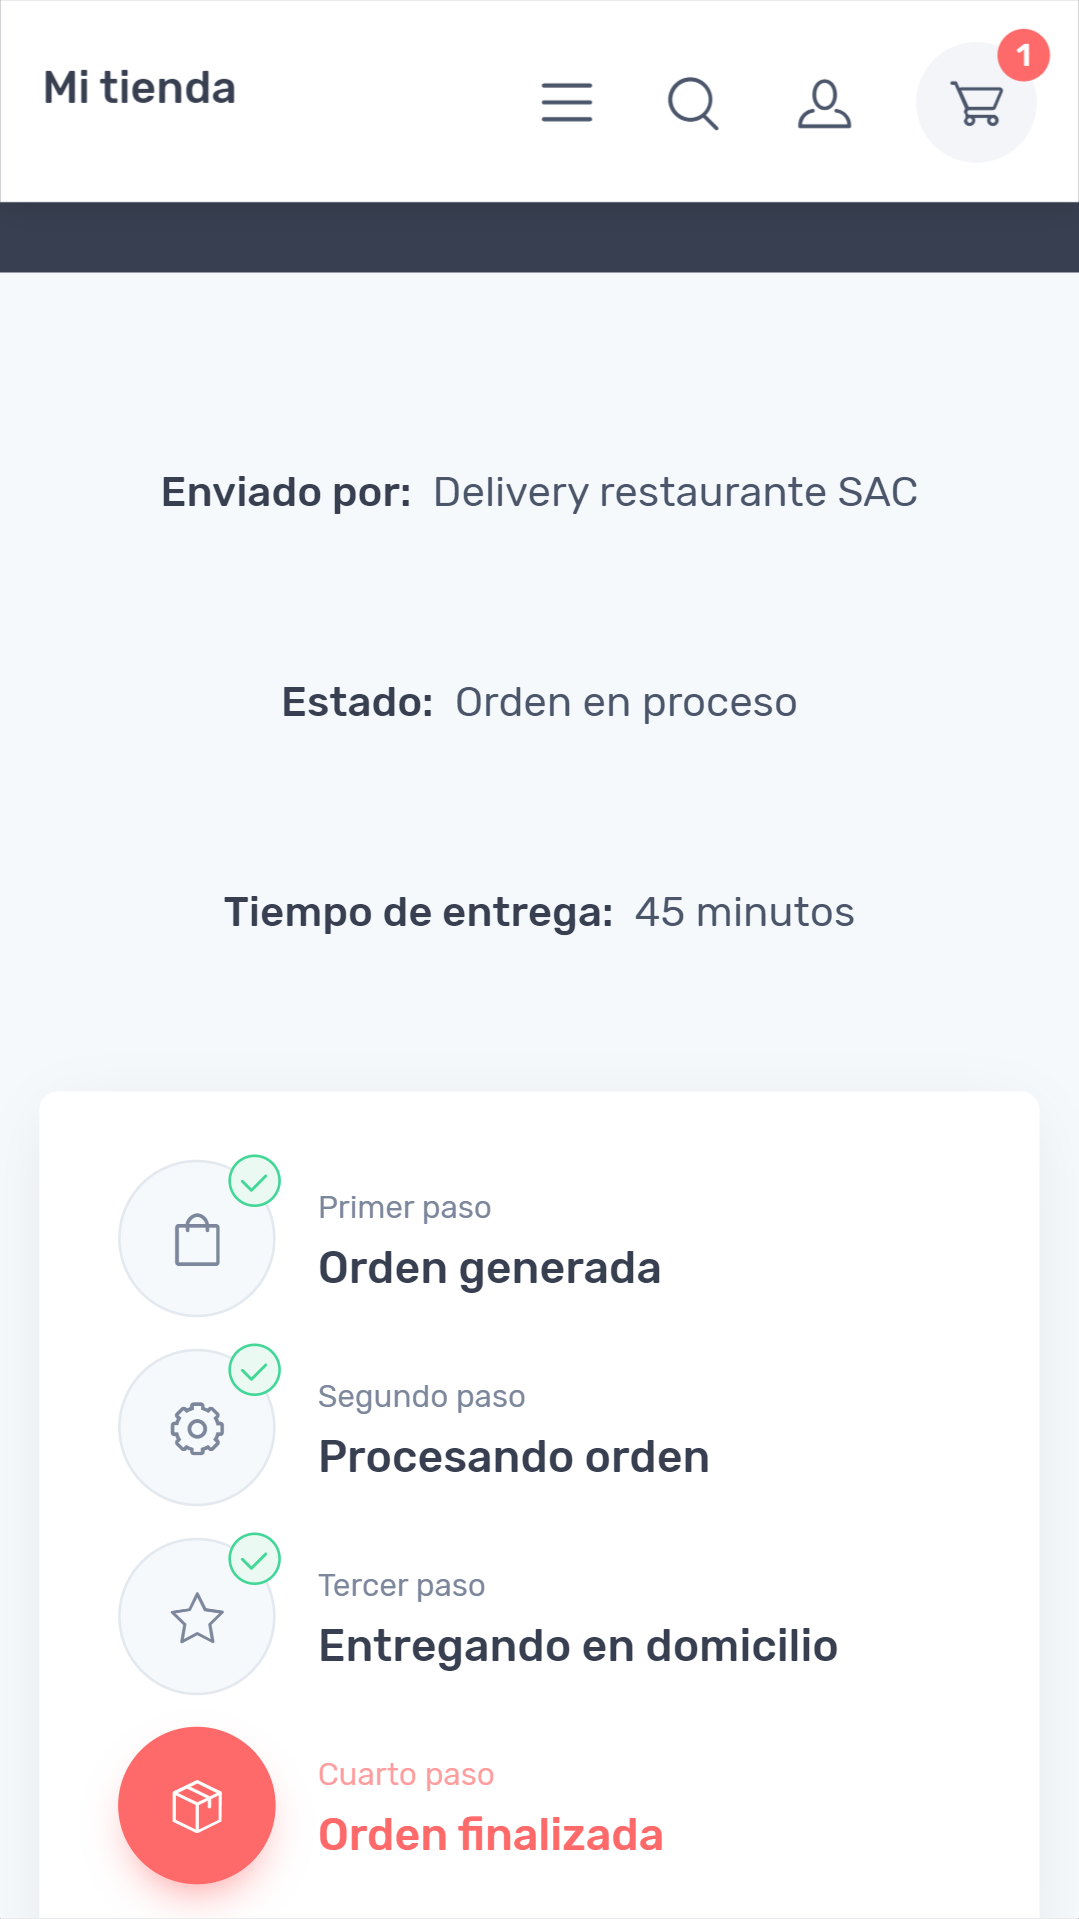 Mi tienda
1
Enviado por: Delivery restaurante SAC
Estado: Orden en proceso
Tiempo de entrega: 45 minutos
Primer paso
Orden generada
Segundo paso
Procesando orden
Tercer paso
Entregando en domicilio
Cuarto paso
Orden finalizada